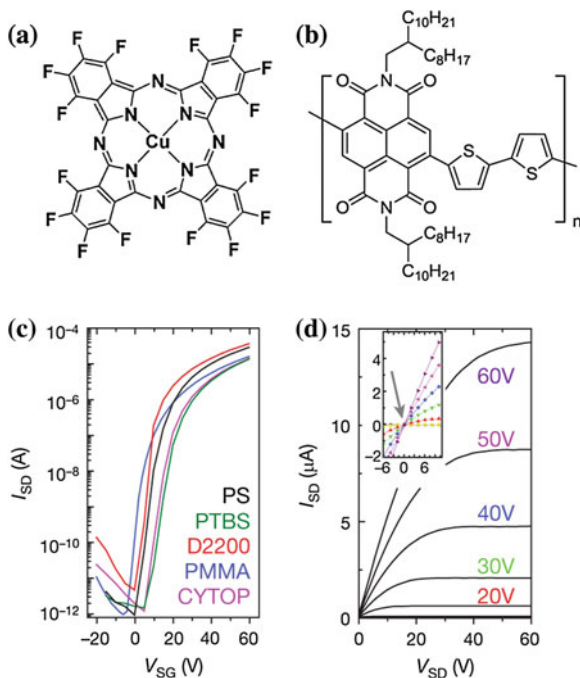 (a)
F F F F
F N F
F N N F
N Cu N
F N N F
F N F
F F F F
(b)
C10H21
C8H17
O N O
S
S
n
O N O
C8H17
C10H21
(c)
ISD (A)
10–4
10–6
10–8
10–10
10–12
PS
PTBS
D2200
PMMA
CYTOP
–20 0 20 40 60
VSG (V)
(d)
ISD (µA)
15
10
5
0
4
2
0
–2
–6 0 6
60V
50V
40V
30V
20V
0 20 40 60
VSD (V)